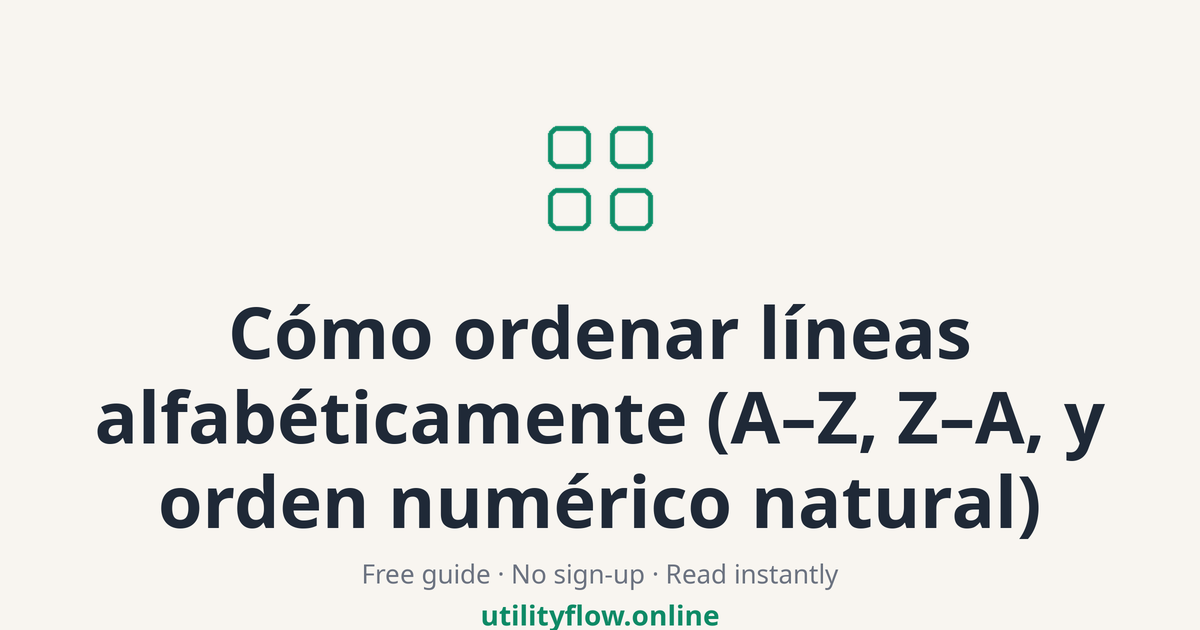 Cómo ordenar líneas
alfabéticamente (A–Z, Z–A, y
orden numérico natural)
Free guide · No sign-up · Read instantly
utilityflow.online